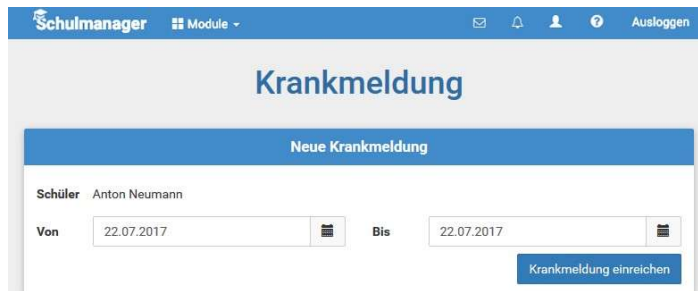 Schulmanager Module Ausloggen
Krankmeldung
Neue Krankmeldung
Schüler Anton Neumann
Von 22.07.2017 Bis 22.07.2017
Krankmeldung einreichen